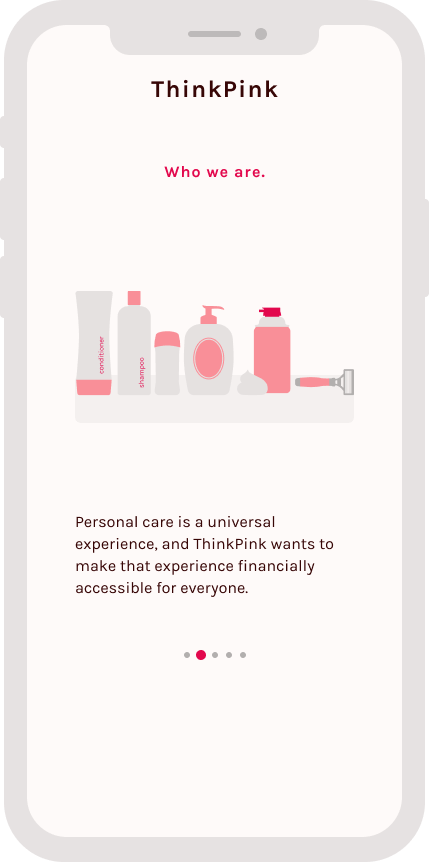 ThinkPink
Who we are.
conditioner
shampoo
Personal care is a universal
experience, and ThinkPink wants to
make that experience financially
accessible for everyone.